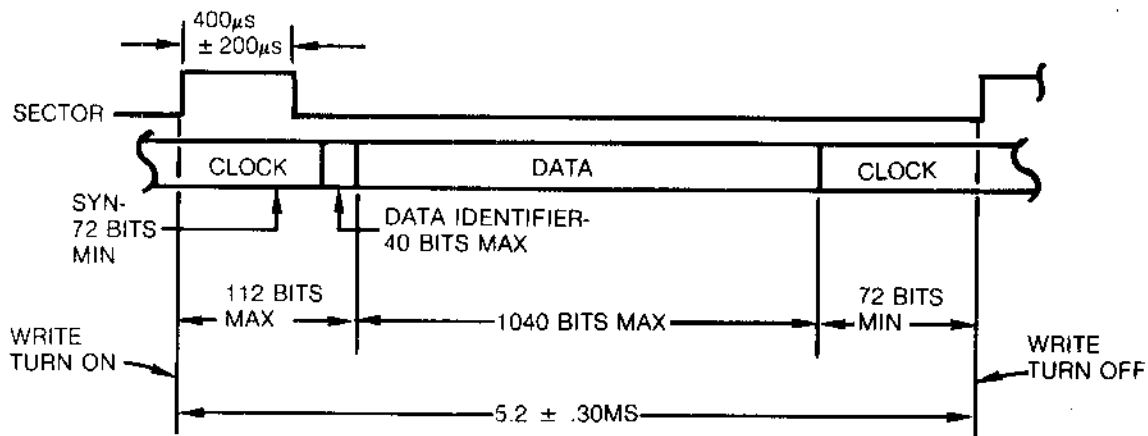 400µs
± 200µs
SECTOR
CLOCK
DATA
CLOCK
SYN-
72 BITS
MIN
DATA IDENTIFIER-
40 BITS MAX
112 BITS
MAX
1040 BITS MAX
72 BITS
MIN
WRITE
TURN ON
WRITE
TURN OFF
5.2 ± .30MS